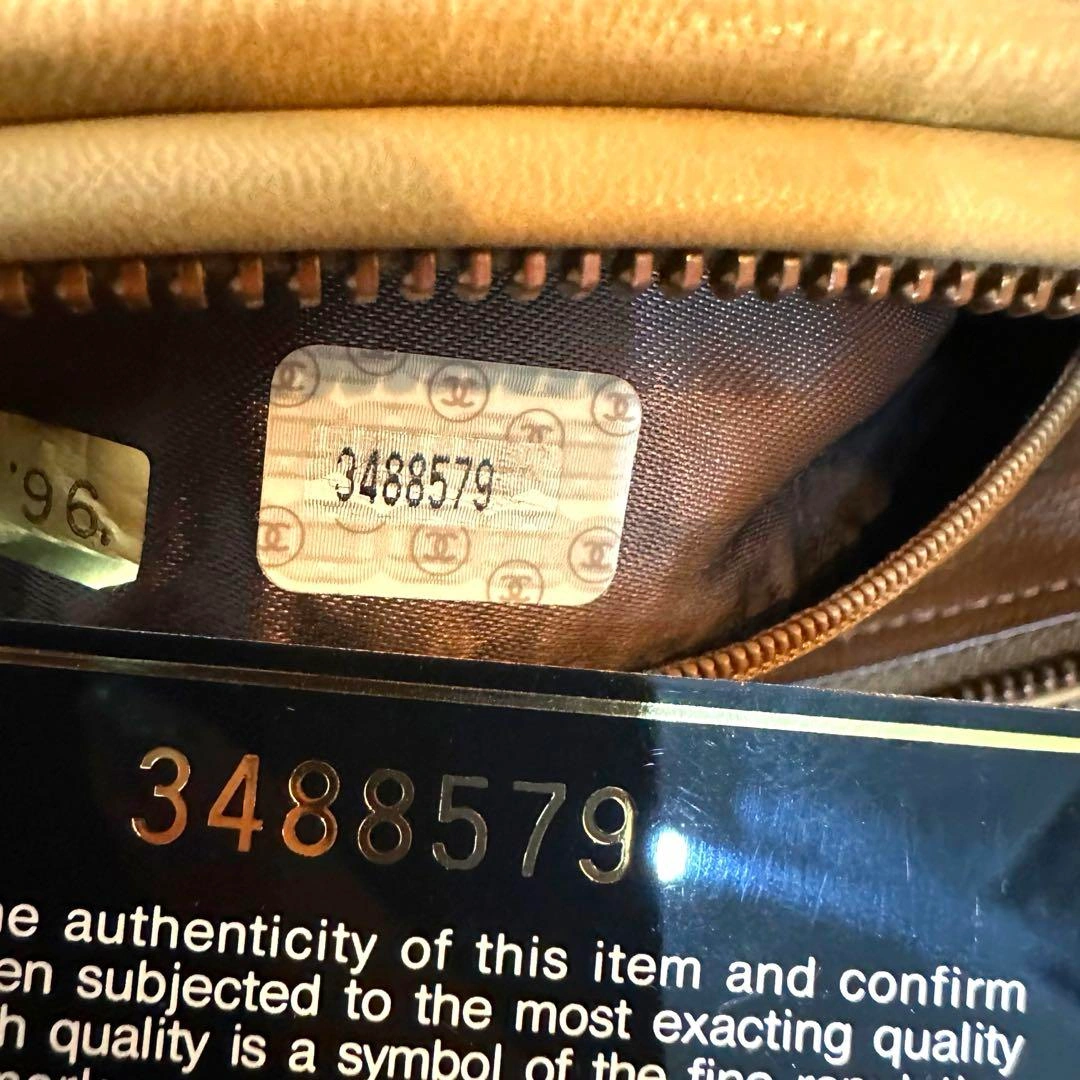 3488579
'96.
3488579
e authenticity of this item and confirm
en subjected to the most exacting quality
h quality is a symbol of the fine